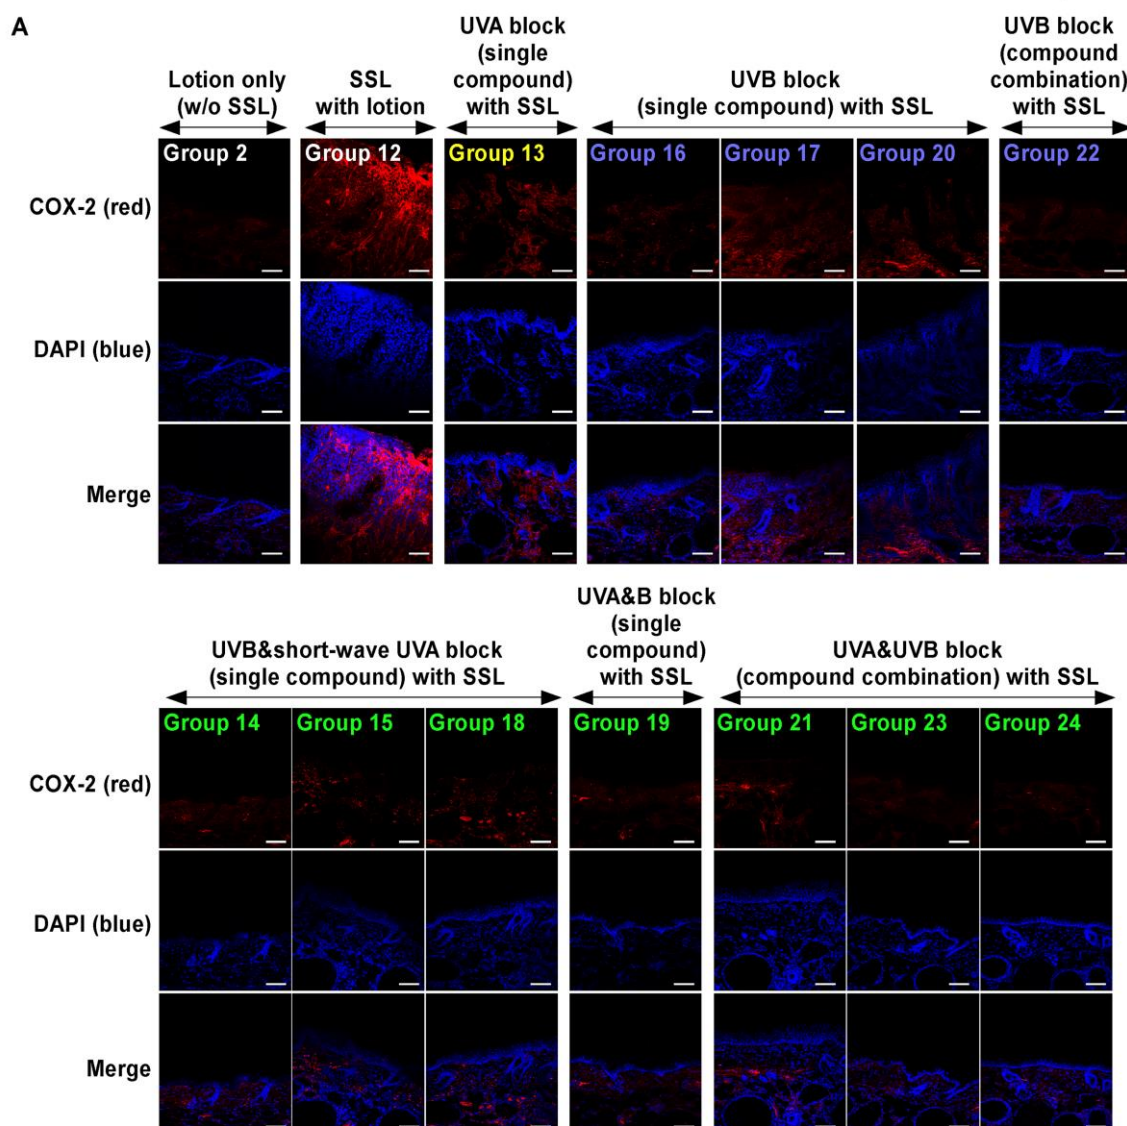 A
Lotion only
(w/o SSL)
SSL
with lotion
UVA block
(single
compound)
with SSL
UVB block
(single compound) with SSL
UVB block
(compound
combination)
with SSL
Group 2
Group 12
Group 13
Group 16
Group 17
Group 20
Group 22
COX-2 (red)
DAPI (blue)
Merge
UVB&short-wave UVA block
(single compound) with SSL
UVA&B block
(single
compound)
with SSL
UVA&UVB block
(compound combination) with SSL
Group 14
Group 15
Group 18
Group 19
Group 21
Group 23
Group 24
COX-2 (red)
DAPI (blue)
Merge